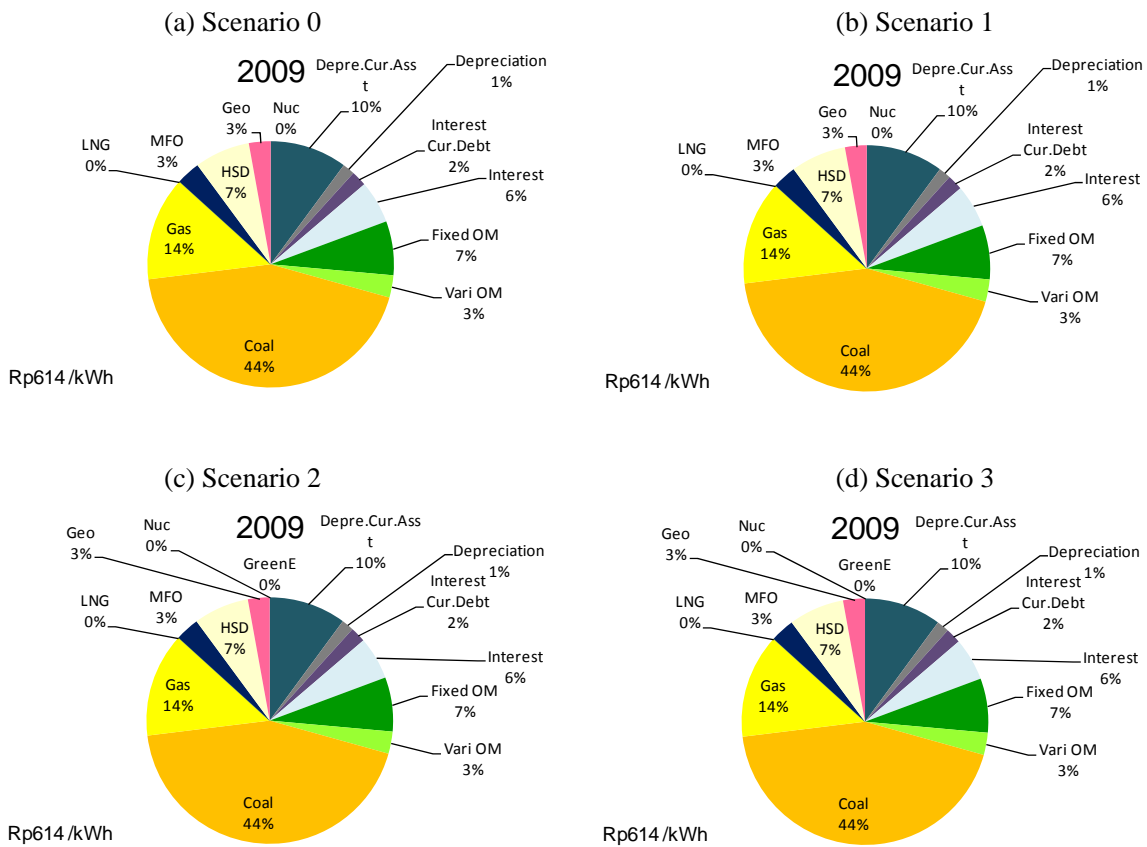 (a) Scenario 0
2009
Depre.Cur.Ass
t
10%
Depreciation
1%
Interest
Cur.Debt
2%
Interest
6%
Fixed OM
7%
Vari OM
3%
Coal
44%
Gas
14%
LNG
0%
MFO
3%
HSD
7%
Geo
3%
Nuc
0%
Rp614 /kWh
(b) Scenario 1
2009
Depre.Cur.Ass
t
10%
Depreciation
1%
Interest
Cur.Debt
2%
Interest
6%
Fixed OM
7%
Vari OM
3%
Coal
44%
Gas
14%
LNG
0%
MFO
3%
HSD
7%
Geo
3%
Nuc
0%
Rp614 /kWh
(c) Scenario 2
2009
Depre.Cur.Ass
t
10%
Depreciation
1%
Interest
Cur.Debt
2%
Interest
6%
Fixed OM
7%
Vari OM
3%
Coal
44%
Gas
14%
LNG
0%
MFO
3%
HSD
7%
Geo
3%
Nuc
0%
GreenE
0%
Rp614 /kWh
(d) Scenario 3
2009
Depre.Cur.Ass
t
10%
Depreciation
1%
Interest
Cur.Debt
2%
Interest
6%
Fixed OM
7%
Vari OM
3%
Coal
44%
Gas
14%
LNG
0%
MFO
3%
HSD
7%
Geo
3%
Nuc
0%
GreenE
0%
Rp614 /kWh